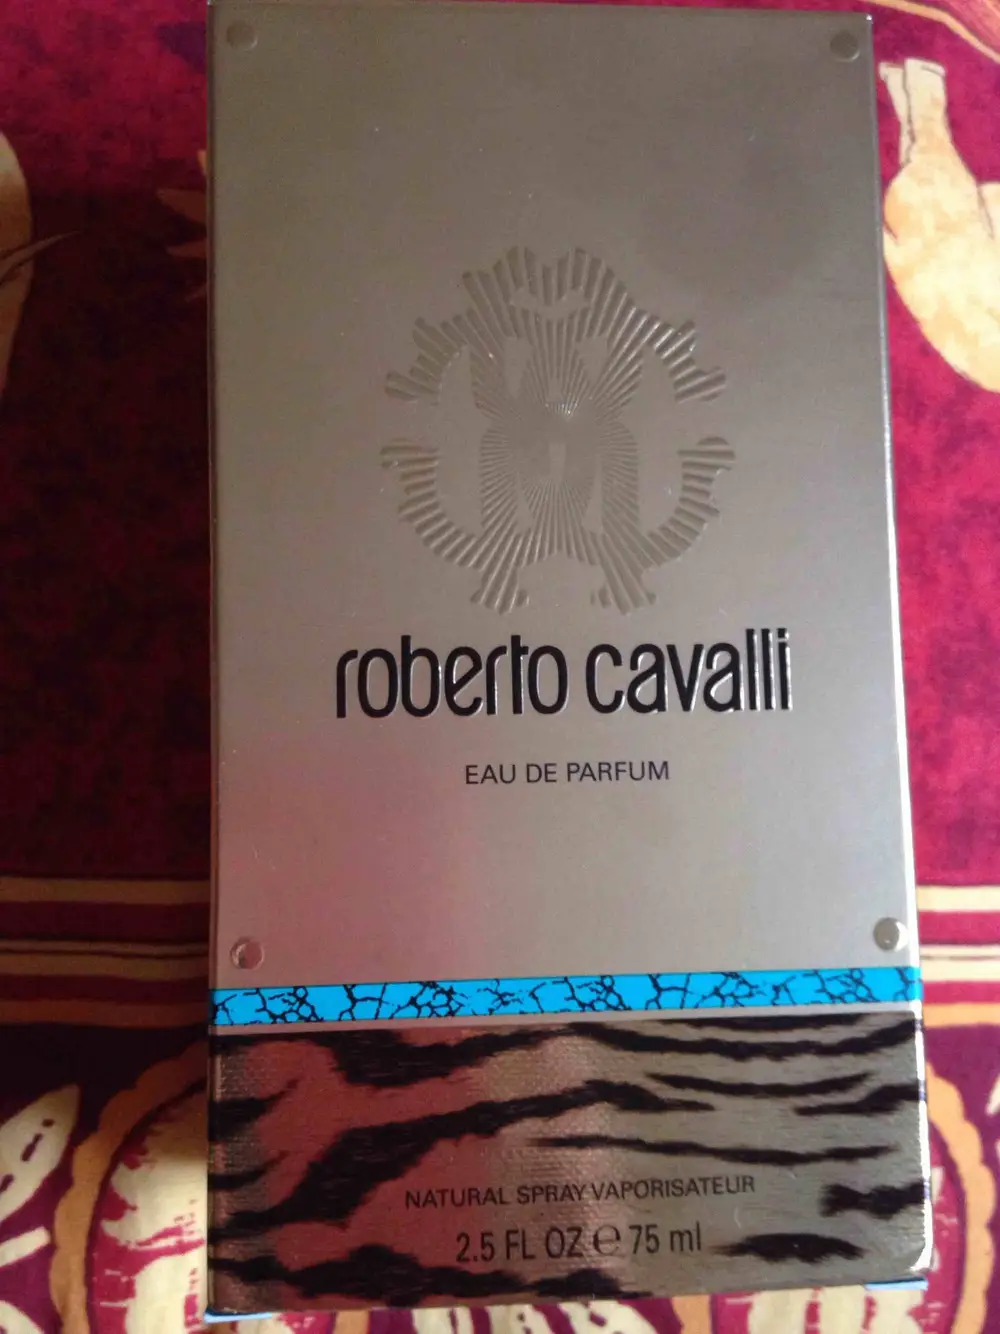 roberto cavalli
EAU DE PARFUM
NATURAL SPRAY VAPORISATEUR
2.5 FL OZ ℮ 75 ml